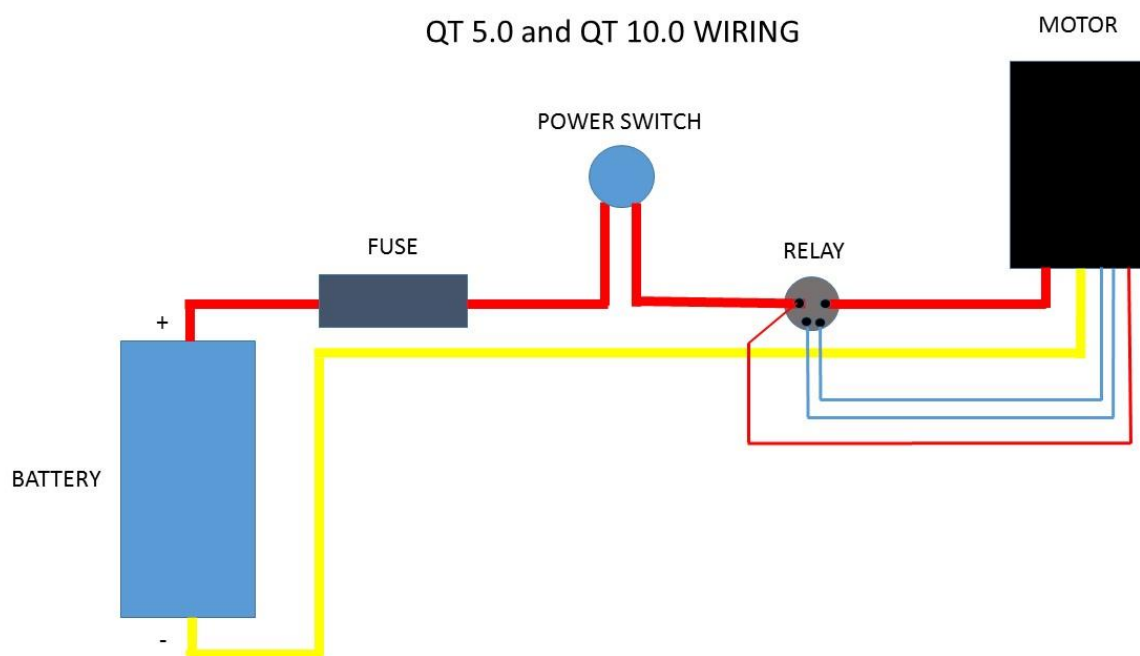 QT 5.0 and QT 10.0 WIRING
MOTOR
POWER SWITCH
FUSE
RELAY
+
BATTERY
-